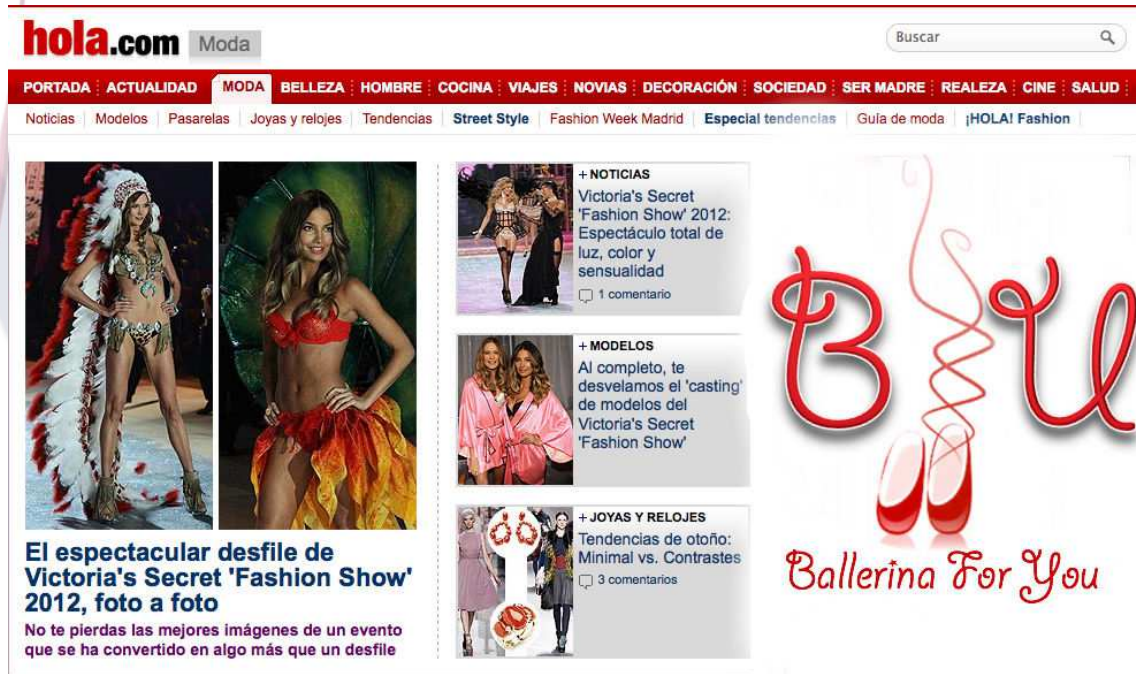 hola.com Moda
Buscar
PORTADA ACTUALIDAD MODA BELLEZA HOMBRE COCINA VIAJES NOVIAS DECORACIÓN SOCIEDAD SER MADRE REALEZA CINE SALUD
Noticias Modelos Pasarelas Joyas y relojes Tendencias Street Style Fashion Week Madrid Especial tendencias Guía de moda ¡HOLA! Fashion
El espectacular desfile de
Victoria's Secret 'Fashion Show'
2012, foto a foto
No te pierdas las mejores imágenes de un evento
que se ha convertido en algo más que un desfile
+ NOTICIAS
Victoria's Secret
'Fashion Show' 2012:
Espectáculo total de
luz, color y
sensualidad
1 comentario
+ MODELOS
Al completo, te
desvelamos el 'casting'
de modelos del
Victoria's Secret
'Fashion Show'
+ JOYAS Y RELOJES
Tendencias de otoño:
Minimal vs. Contrastes
3 comentarios
B U
Ballerina For You